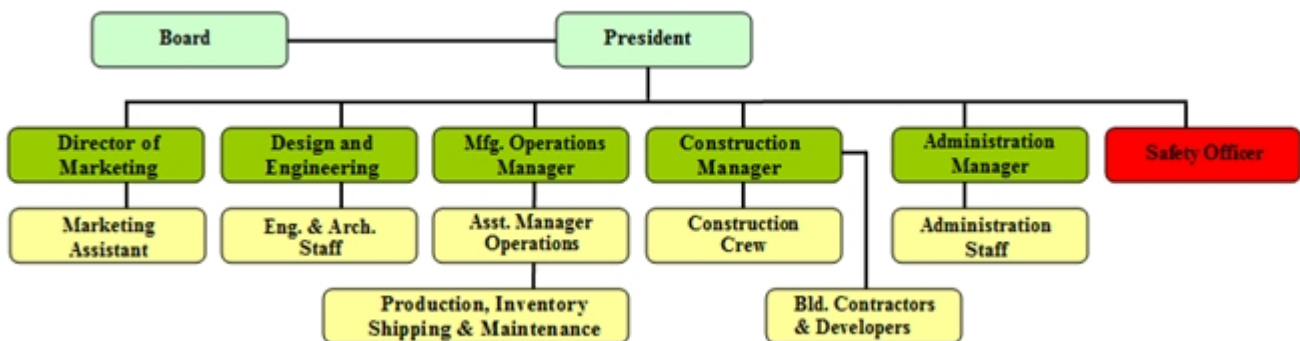 Board
President
Director of
Marketing
Design and
Engineering
Mfg. Operations
Manager
Construction
Manager
Administration
Manager
Safety Officer
Marketing
Assistant
Eng. & Arch.
Staff
Asst. Manager
Operations
Construction
Crew
Administration
Staff
Production, Inventory
Shipping & Maintenance
Bld. Contractors
& Developers